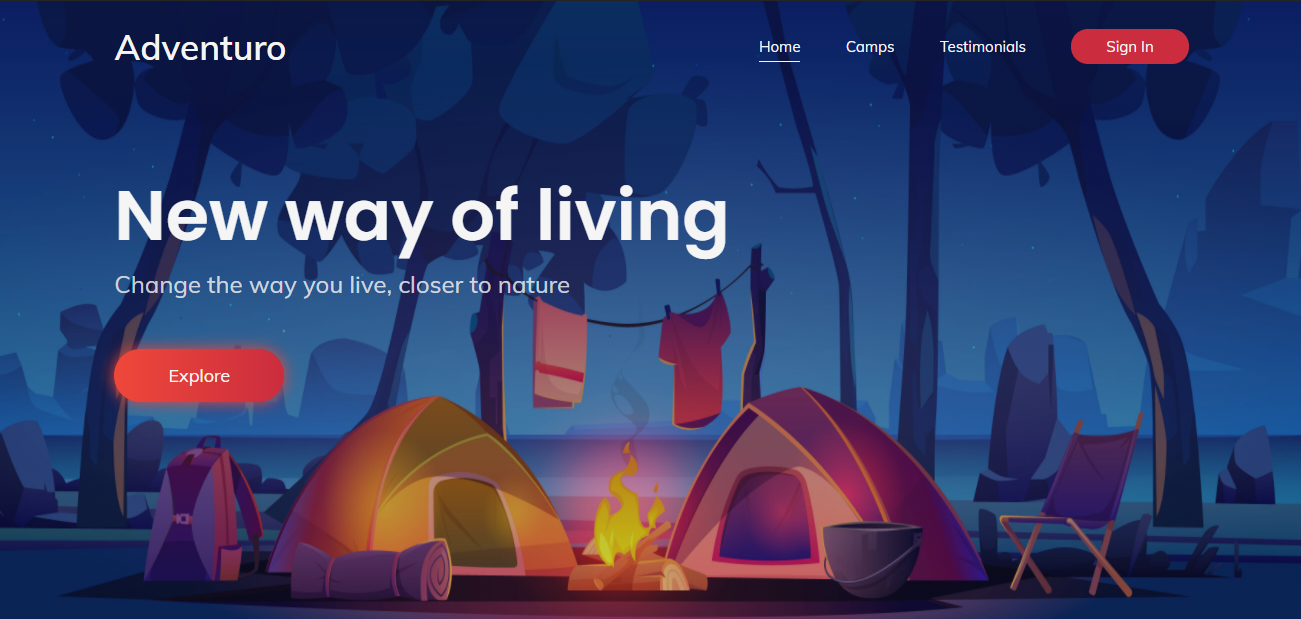 Adventuro
Home
Camps
Testimonials
Sign In
New way of living
Change the way you live, closer to nature
Explore